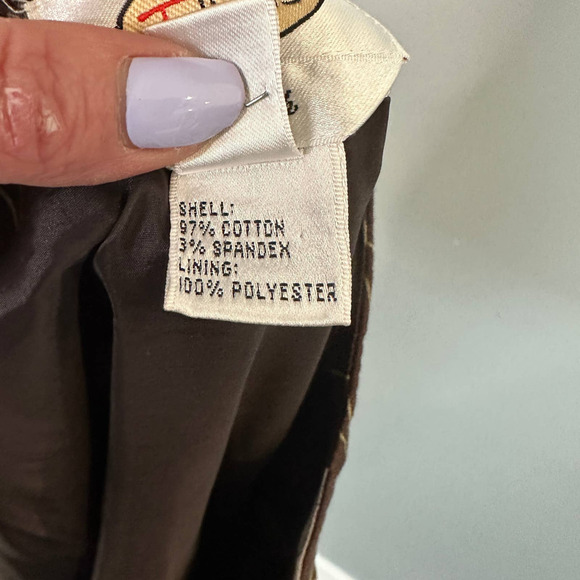 SHELL:
97% COTTON
3% SPANDEX
LINING:
100% POLYESTER